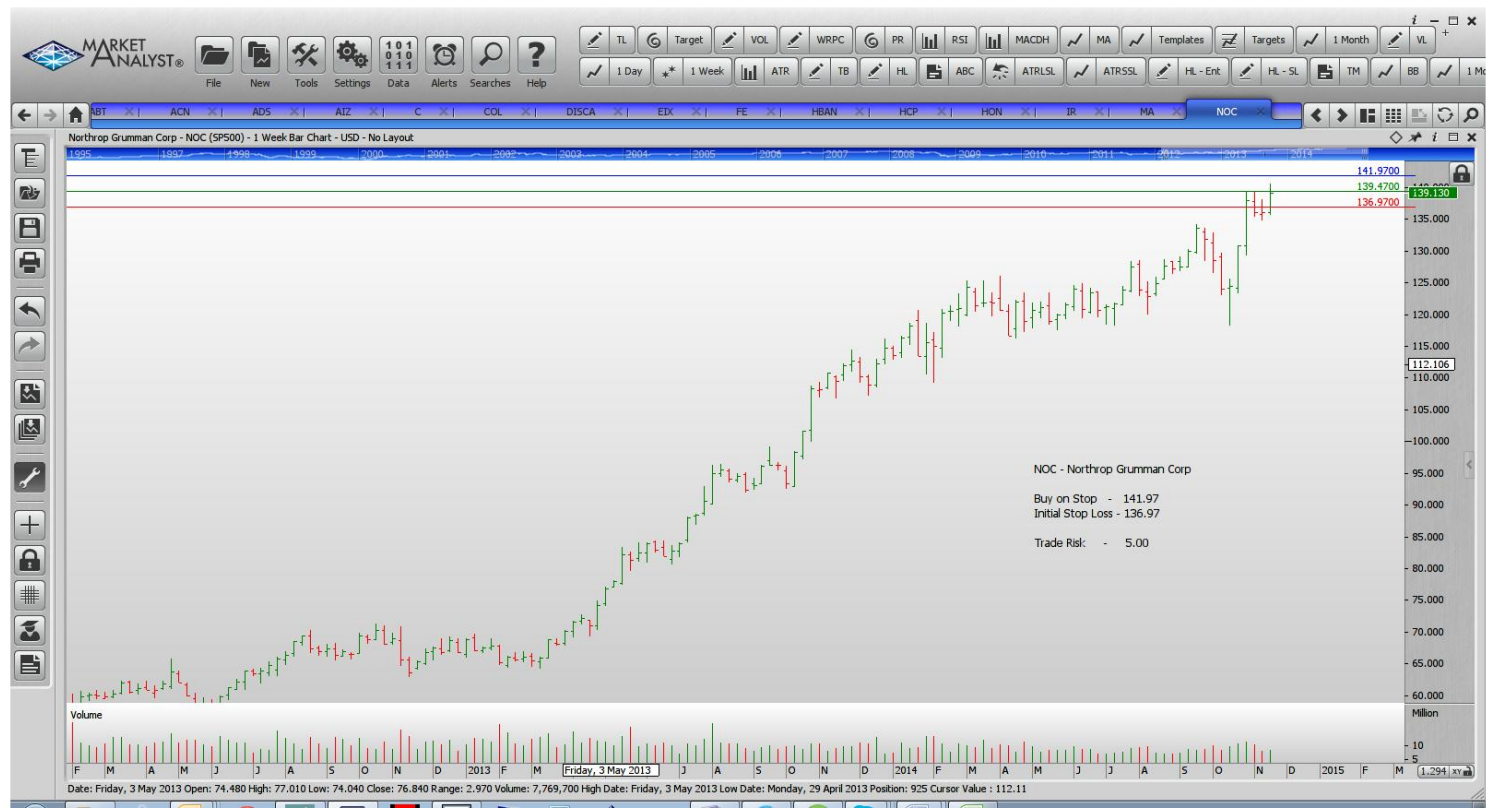 MARKET
ANALYST®
File New Tools Settings Data Alerts Searches Help
TL Target VOL WRPC PR RSI MACDH MA Templates Targets 1 Month VL
1 Day 1 Week ATR TB HL ABC ATRLSL ATRSSL HL - Ent HL - SL TM BB
ABT ACN ADS AIZ C COL DISCA EIX FE HBAN HCP HON IR MA NOC
Northrop Grumman Corp - NOC (SP500) - 1 Week Bar Chart - USD - No Layout
1995 1997 1998 1999 2000 2001 2002 2003 2004 2005 2006 2007 2008 2009 2010 2011 2012 2013 2014
141.9700
139.4700
139.130
136.9700
135.000
130.000
125.000
120.000
115.000
112.106
110.000
105.000
100.000
NOC - Northrop Grumman Corp
95.000
Buy on Stop - 141.97
90.000
Initial Stop Loss - 136.97
Trade Risk - 5.00
85.000
80.000
75.000
70.000
65.000
60.000
Volume
Million
10
5
F M A M J J A S O N D 2013 F M Friday, 3 May 2013 J A S O N D 2014 F M A M J J A S O N D 2015 F M 1.294 XY
Date: Friday, 3 May 2013 Open: 74.480 High: 77.010 Low: 74.040 Close: 76.840 Range: 2.970 Volume: 7,769,700 High Date: Friday, 3 May 2013 Low Date: Monday, 29 April 2013 Position: 925 Cursor Value : 112.11